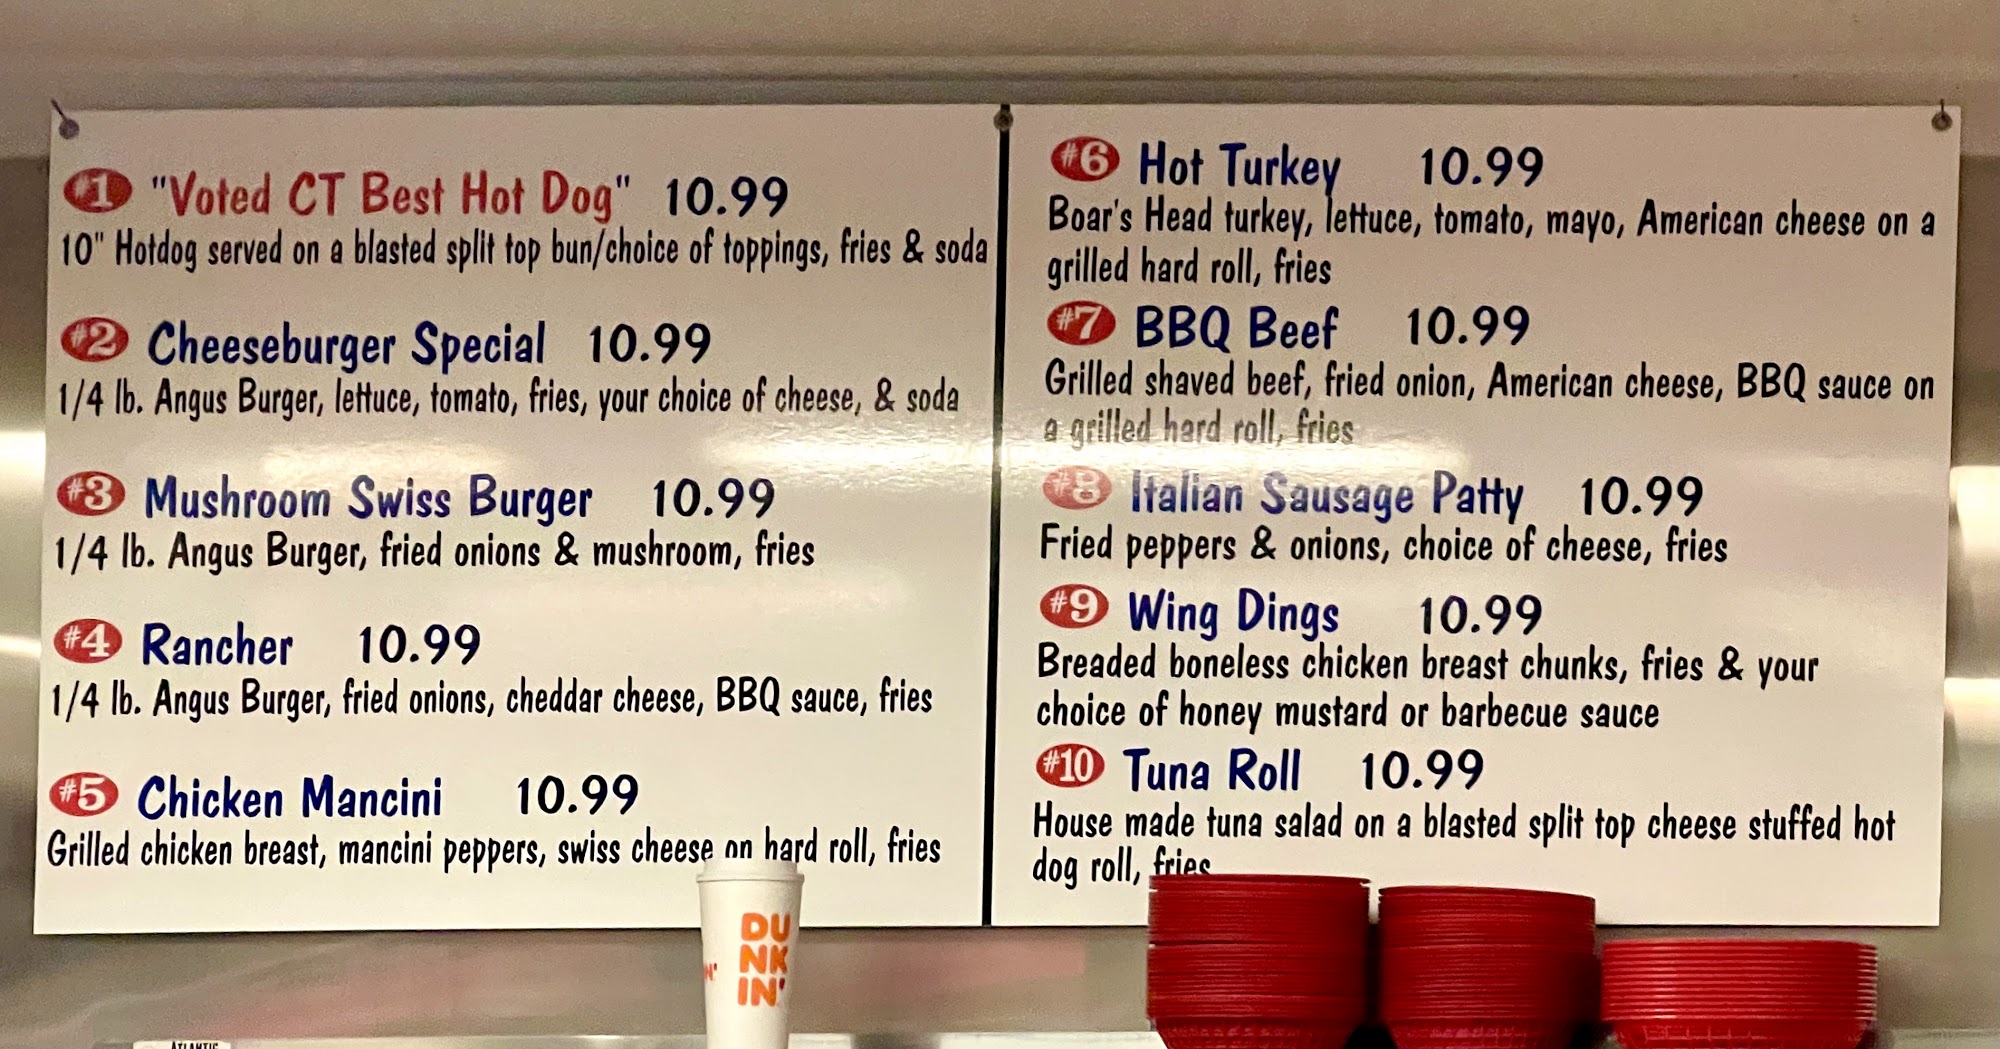 #1 "Voted CT Best Hot Dog" 10.99
10" Hotdog served on a blasted split top bun/choice of toppings, fries & soda
#2 Cheeseburger Special 10.99
1/4 lb. Angus Burger, lettuce, tomato, fries, your choice of cheese, & soda
#3 Mushroom Swiss Burger 10.99
1/4 lb. Angus Burger, fried onions & mushroom, fries
#4 Rancher 10.99
1/4 lb. Angus Burger, fried onions, cheddar cheese, BBQ sauce, fries
#5 Chicken Mancini 10.99
Grilled chicken breast, mancini peppers, swiss cheese on hard roll, fries
#6 Hot Turkey 10.99
Boar's Head turkey, lettuce, tomato, mayo, American cheese on a
grilled hard roll, fries
#7 BBQ Beef 10.99
Grilled shaved beef, fried onion, American cheese, BBQ sauce on
a grilled hard roll, fries
#8 Italian Sausage Patty 10.99
Fried peppers & onions, choice of cheese, fries
#9 Wing Dings 10.99
Breaded boneless chicken breast chunks, fries & your
choice of honey mustard or barbecue sauce
#10 Tuna Roll 10.99
House made tuna salad on a blasted split top cheese stuffed hot
dog roll, fries
DU
NK
IN'
N'
ATLANTIC